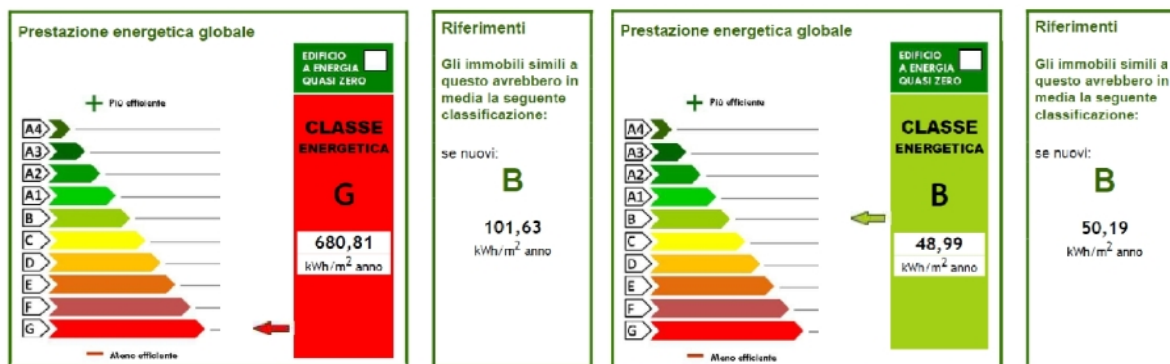 Prestazione energetica globale
EDIFICIO
A ENERGIA
QUASI ZERO
+ Più efficiente
A4
A3
A2
A1
B
C
D
E
F
G
— Meno efficiente
CLASSE
ENERGETICA
G
680,81
kWh/m² anno
Riferimenti
Gli immobili simili a
questo avrebbero in
media la seguente
classificazione:
se nuovi:
B
101,63
kWh/m² anno
Prestazione energetica globale
EDIFICIO
A ENERGIA
QUASI ZERO
+ Più efficiente
A4
A3
A2
A1
B
C
D
E
F
G
— Meno efficiente
CLASSE
ENERGETICA
B
48,99
kWh/m² anno
Riferimenti
Gli immobili simili a
questo avrebbero in
media la seguente
classificazione:
se nuovi:
B
50,19
kWh/m² anno